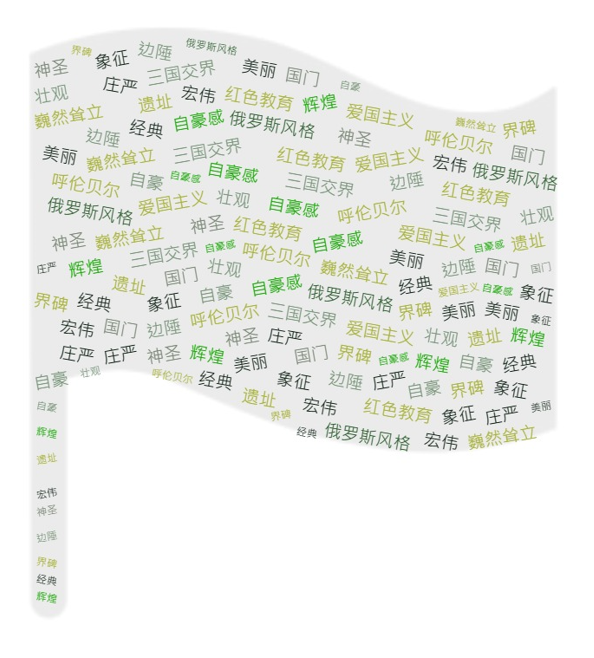 界碑 象征 边陲 俄罗斯风格
神圣 三国交界 美丽 国门 自豪
壮观 庄严 遗址 宏伟 红色教育 辉煌 爱国主义 巍然耸立 界碑
巍然耸立 边陲 经典 自豪感 俄罗斯风格 神圣 呼伦贝尔 国门
美丽 巍然耸立 三国交界 红色教育 爱国主义 宏伟 俄罗斯风格
呼伦贝尔 自豪 自豪感 自豪感 三国交界 边陲 红色教育
俄罗斯风格 爱国主义 壮观 自豪感 呼伦贝尔 三国交界 壮观
神圣 巍然耸立 神圣 红色教育 自豪感 爱国主义 自豪感 遗址
庄严 辉煌 三国交界 自豪感 呼伦贝尔 巍然耸立 美丽 边陲 国门 国门
遗址 国门 壮观 自豪感 俄罗斯风格 经典 爱国主义 自豪感 象征
界碑 经典 象征 自豪 呼伦贝尔 三国交界 界碑 美丽 美丽 象征
宏伟 国门 边陲 神圣 庄严 爱国主义 壮观 遗址 辉煌
庄严 庄严 神圣 辉煌 美丽 国门 界碑 自豪感 辉煌 自豪 经典
自豪 壮观 呼伦贝尔 经典 象征 边陲 庄严 自豪 界碑 象征
自豪 遗址 界碑 宏伟 红色教育 象征 庄严 美丽
辉煌 经典 俄罗斯风格 宏伟 巍然耸立
遗址
宏伟
神圣
边陲
界碑
经典
辉煌